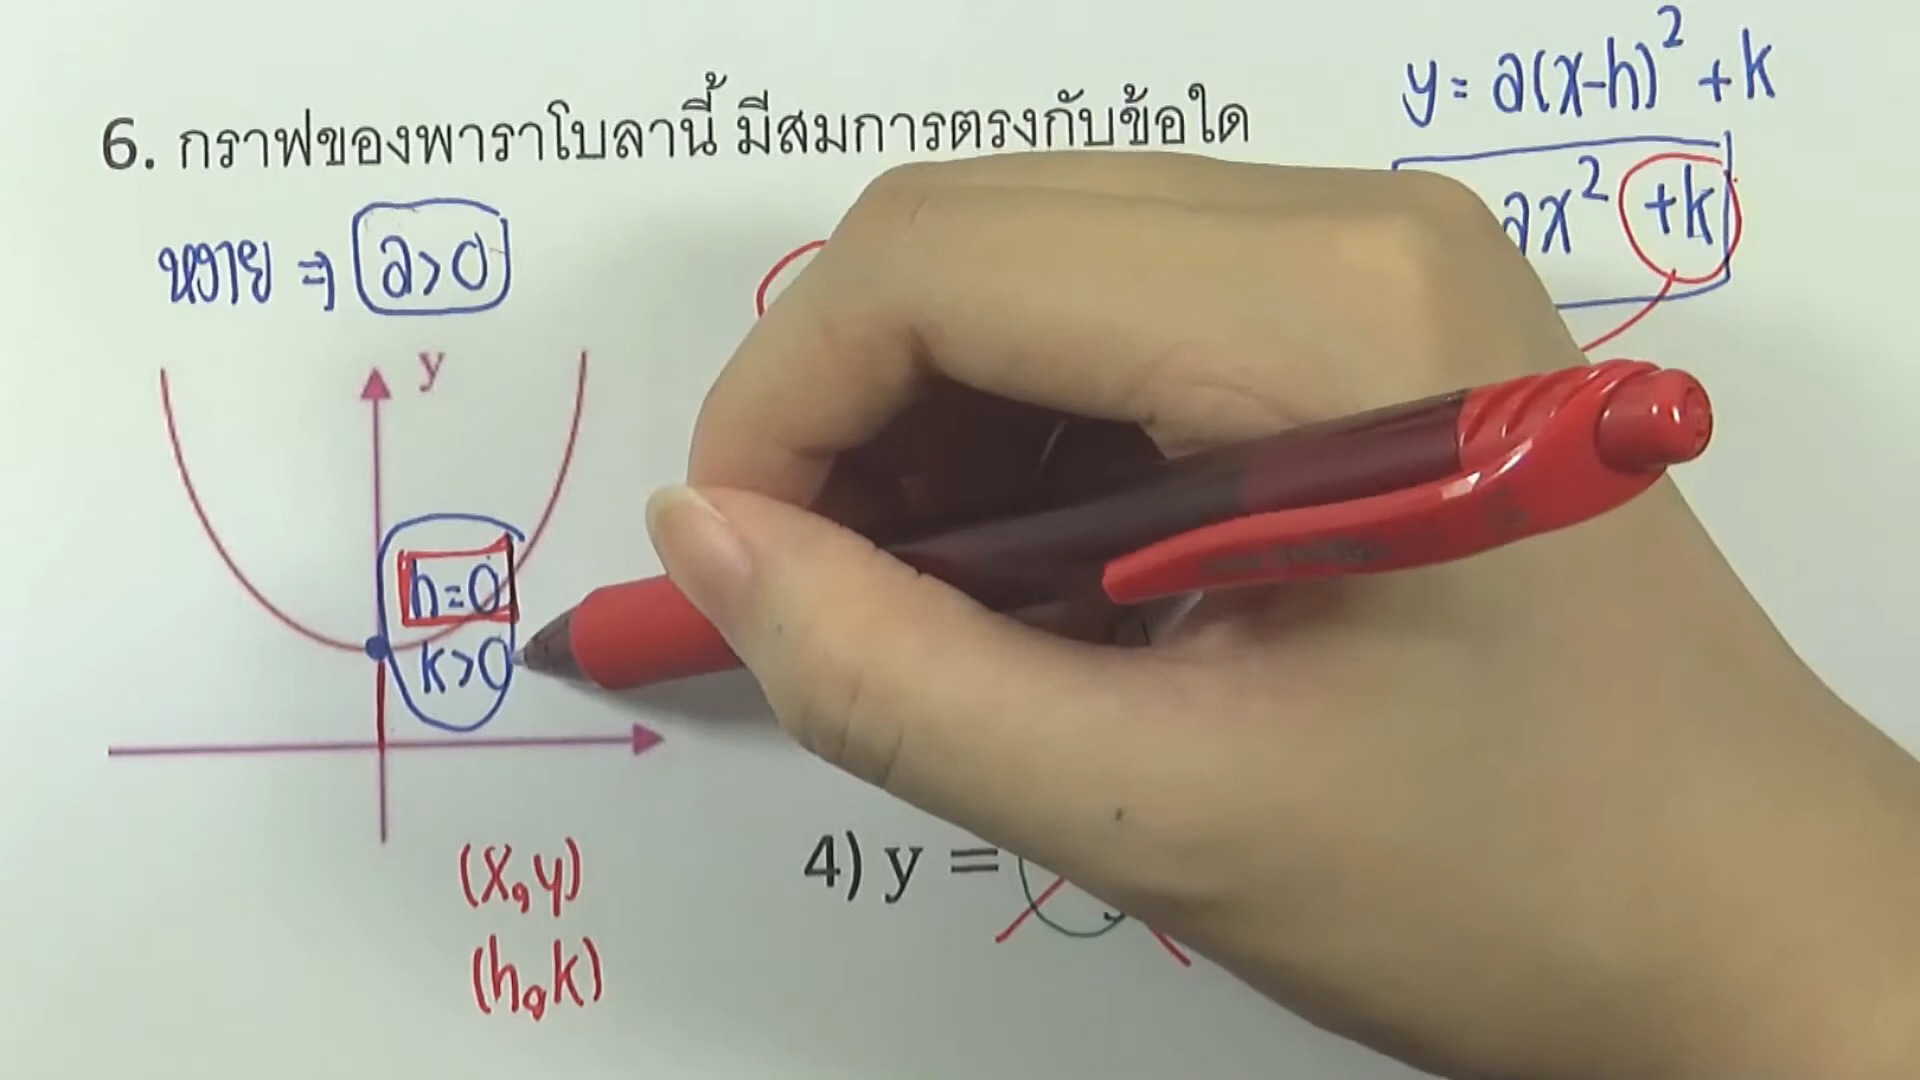 6. กราฟของพาราโบลานี้ มีสมการตรงกับข้อใด
y = a(x-h)² + k
ax² +k
หงาย ⇒ a>0
y
h=0
k>0
(x,y)
(h,k)
4) y =